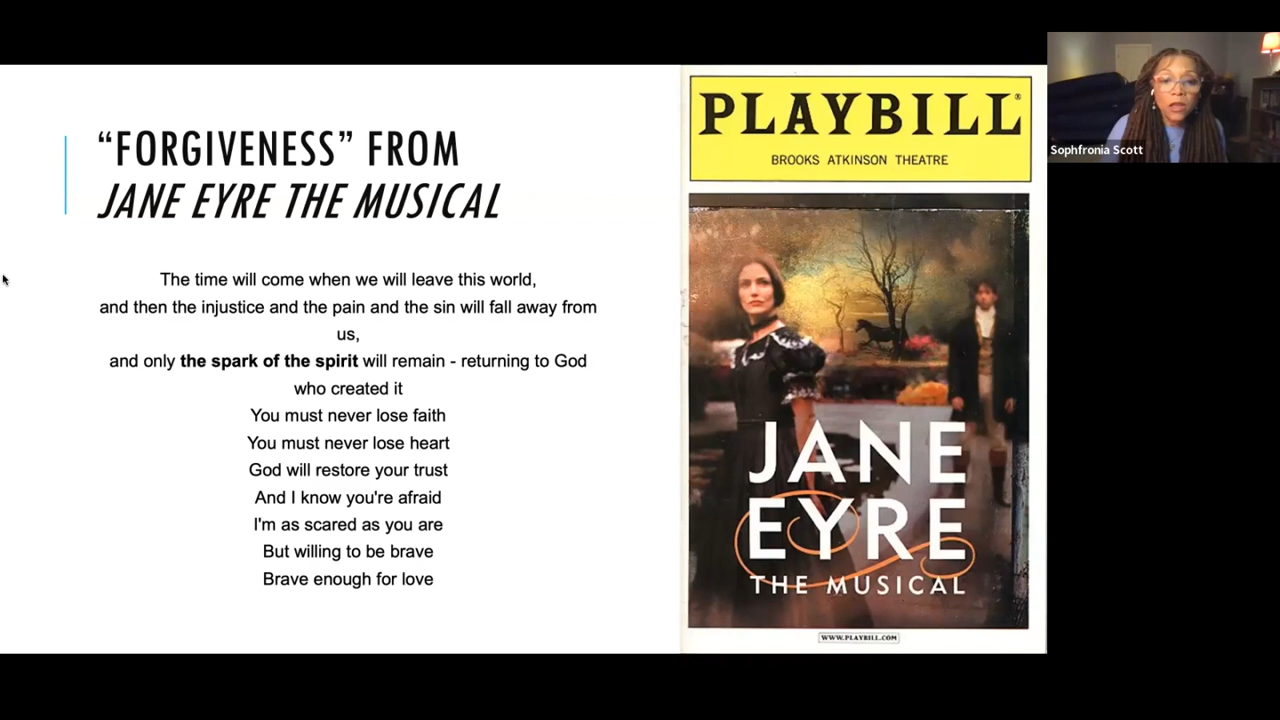 “FORGIVENESS” FROM
JANE EYRE THE MUSICAL
The time will come when we will leave this world,
and then the injustice and the pain and the sin will fall away from
us,
and only the spark of the spirit will remain - returning to God
who created it
You must never lose faith
You must never lose heart
God will restore your trust
And I know you're afraid
I'm as scared as you are
But willing to be brave
Brave enough for love
PLAYBILL®
BROOKS ATKINSON THEATRE
JANE
EYRE
THE MUSICAL
WWW.PLAYBILL.COM
Sophfronia Scott